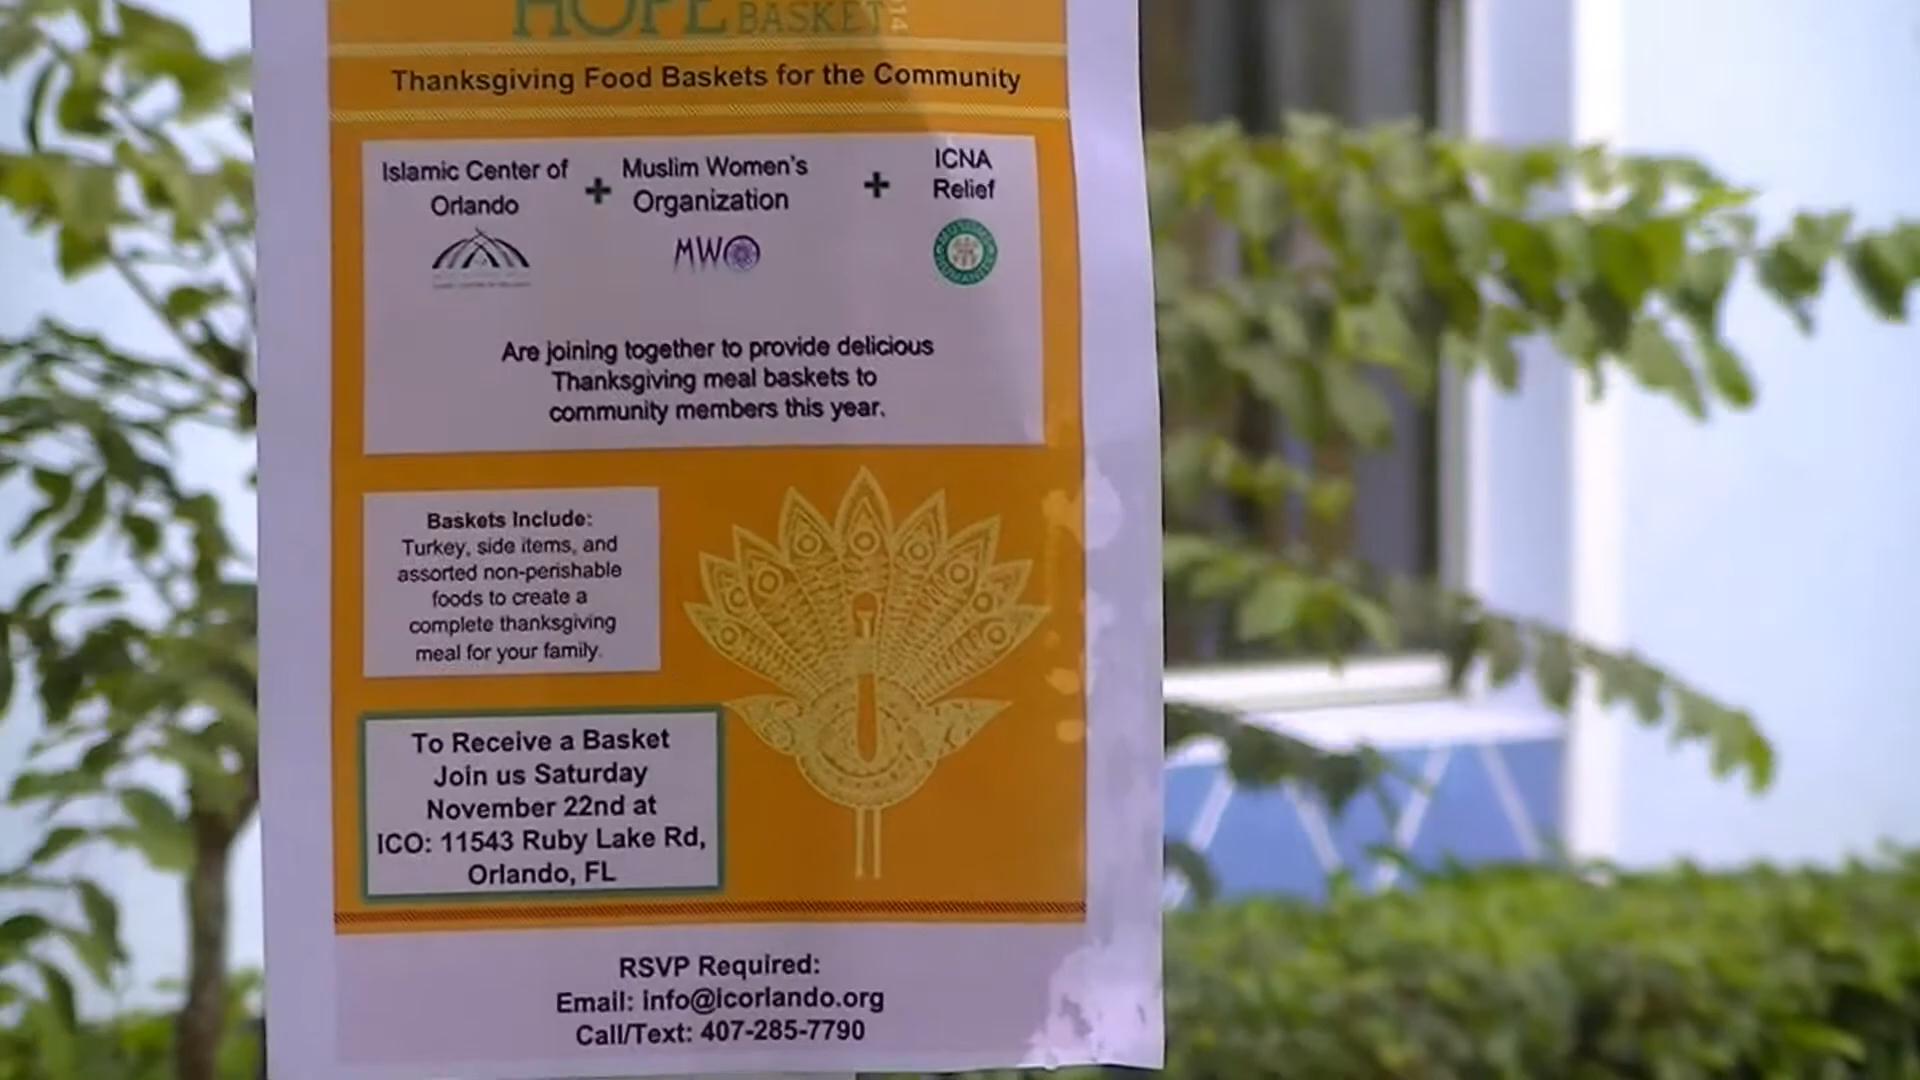 HOPE BASKET
Thanksgiving Food Baskets for the Community
Islamic Center of
Orlando
+
Muslim Women's
Organization
MWO
+
ICNA
Relief
Are joining together to provide delicious
Thanksgiving meal baskets to
community members this year.
Baskets Include:
Turkey, side items, and
assorted non-perishable
foods to create a
complete thanksgiving
meal for your family.
To Receive a Basket
Join us Saturday
November 22nd at
ICO: 11543 Ruby Lake Rd,
Orlando, FL
RSVP Required:
Email: info@icorlando.org
Call/Text: 407-285-7790